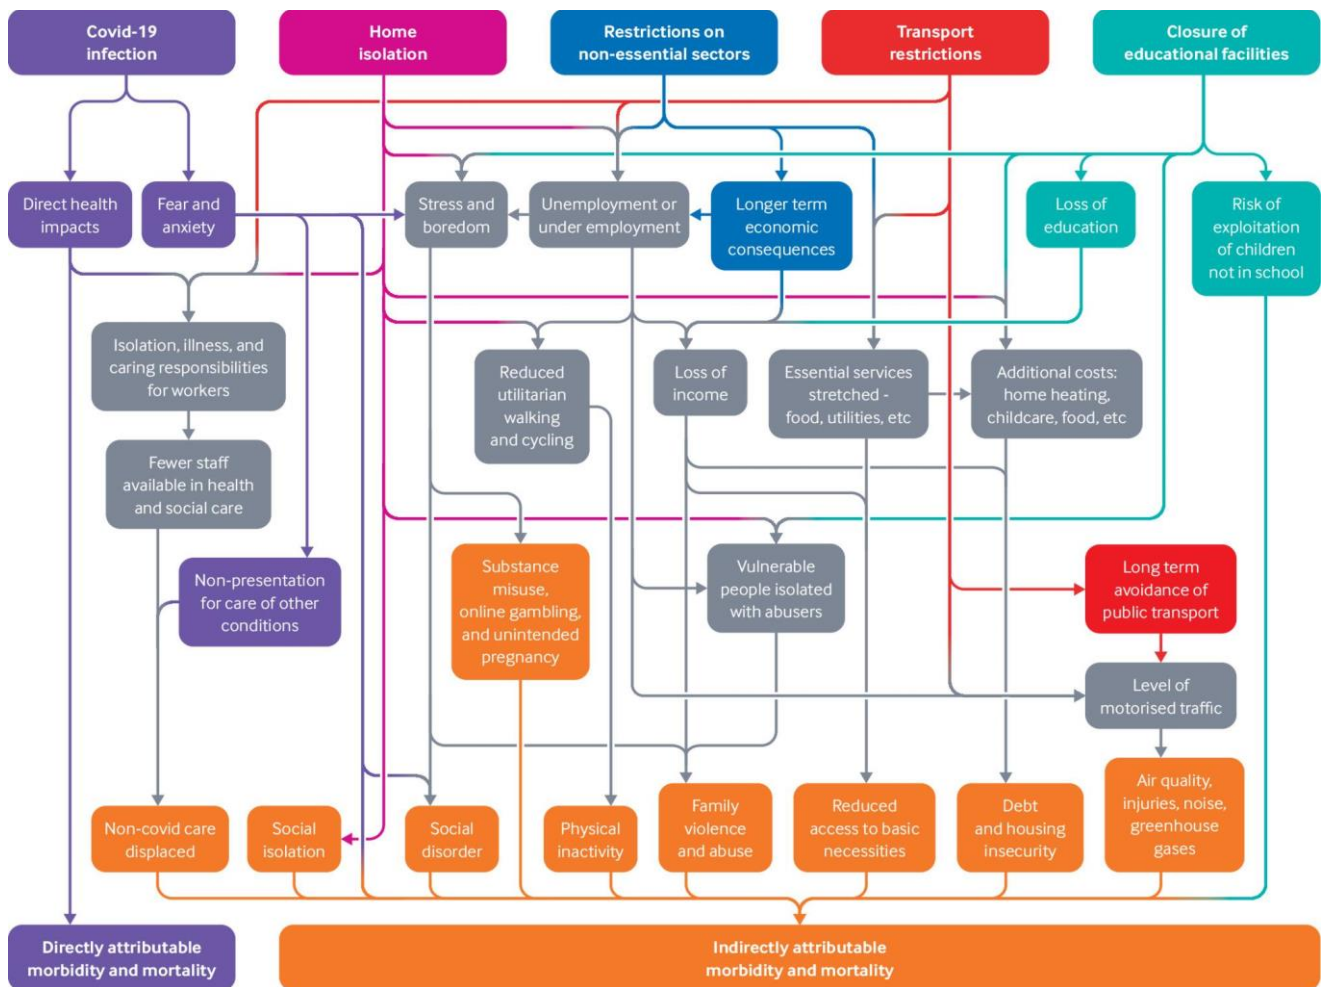 Covid-19
infection
Home
isolation
Restrictions on
non-essential sectors
Transport
restrictions
Closure of
educational facilities
Direct health
impacts
Fear and
anxiety
Stress and
boredom
Unemployment or
under employment
Longer term
economic
consequences
Loss of
education
Risk of
exploitation
of children
not in school
Isolation, illness, and
caring responsibilities
for workers
Reduced
utilitarian
walking
and cycling
Loss of
income
Essential services
stretched -
food, utilities, etc
Additional costs:
home heating,
childcare, food, etc
Fewer staff
available in health
and social care
Non-presentation
for care of other
conditions
Substance
misuse,
online gambling,
and unintended
pregnancy
Vulnerable
people isolated
with abusers
Long term
avoidance of
public transport
Level of
motorised traffic
Non-covid care
displaced
Social
isolation
Social
disorder
Physical
inactivity
Family
violence
and abuse
Reduced
access to basic
necessities
Debt
and housing
insecurity
Air quality,
injuries, noise,
greenhouse
gases
Directly attributable
morbidity and mortality
Indirectly attributable
morbidity and mortality